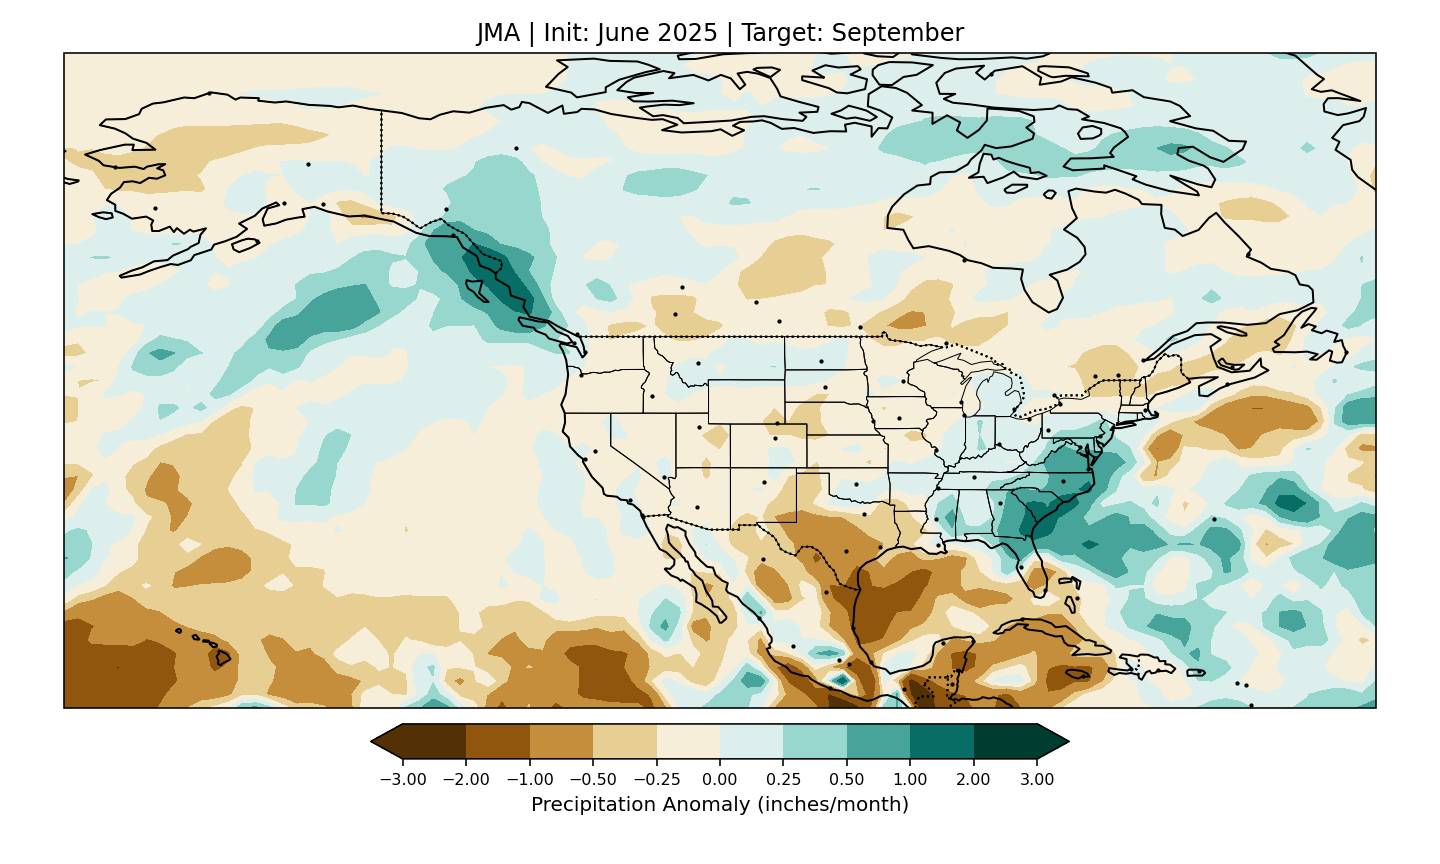 JMA | Init: June 2025 | Target: September
−3.00 −2.00 −1.00 −0.50 −0.25 0.00 0.25 0.50 1.00 2.00 3.00
Precipitation Anomaly (inches/month)